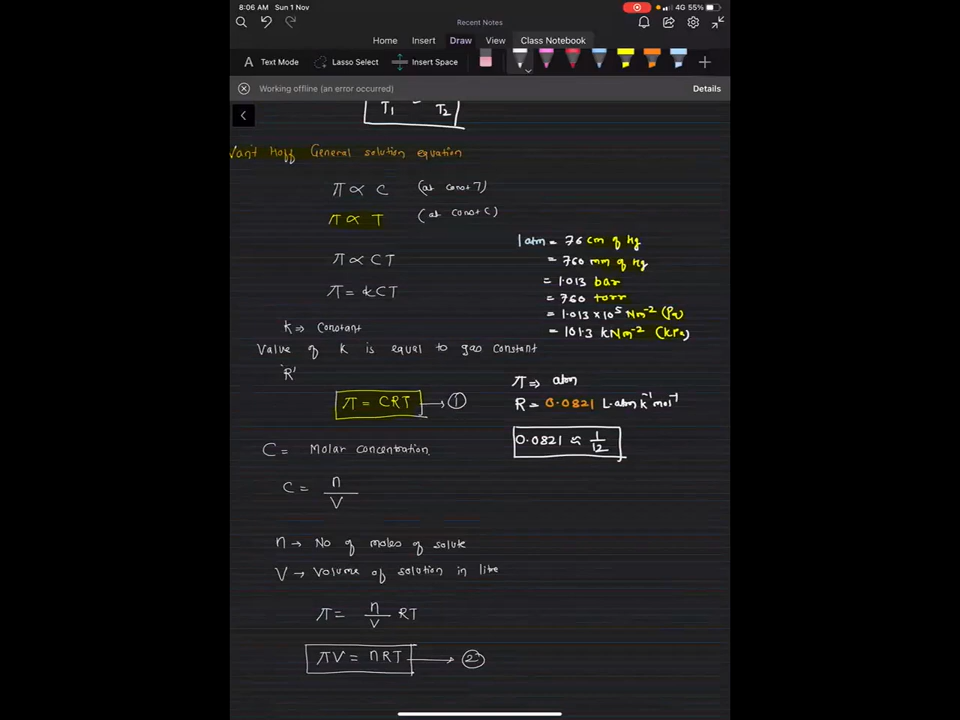 8:06 AM Sun 1 Nov
4G 55%
Recent Notes
Home Insert Draw View Class Notebook
Text Mode Lasso Select Insert Space
Working offline (an error occurred) Details
T1 T2
Van't Hoff General solution equation
π ∝ C (at const T)
π ∝ T (at const C)
π ∝ CT
π = kCT
1 atm = 76 cm of Hg
= 760 mm of Hg
= 1.013 bar
= 760 torr
= 1.013 × 10⁵ Nm⁻² (Pa)
= 101.3 kNm⁻² (kPa)
k ⇒ Constant
Value of K is equal to gas constant
'R'
π = CRT → ①
π ⇒ atm
R = 0.0821 L.atm k⁻¹ mol⁻¹
0.0821 ≈ 1/12
C = Molar concentration
C = n/V
n → No of moles of solute
V → Volume of solution in litre
π = n/V RT
πV = nRT → ②